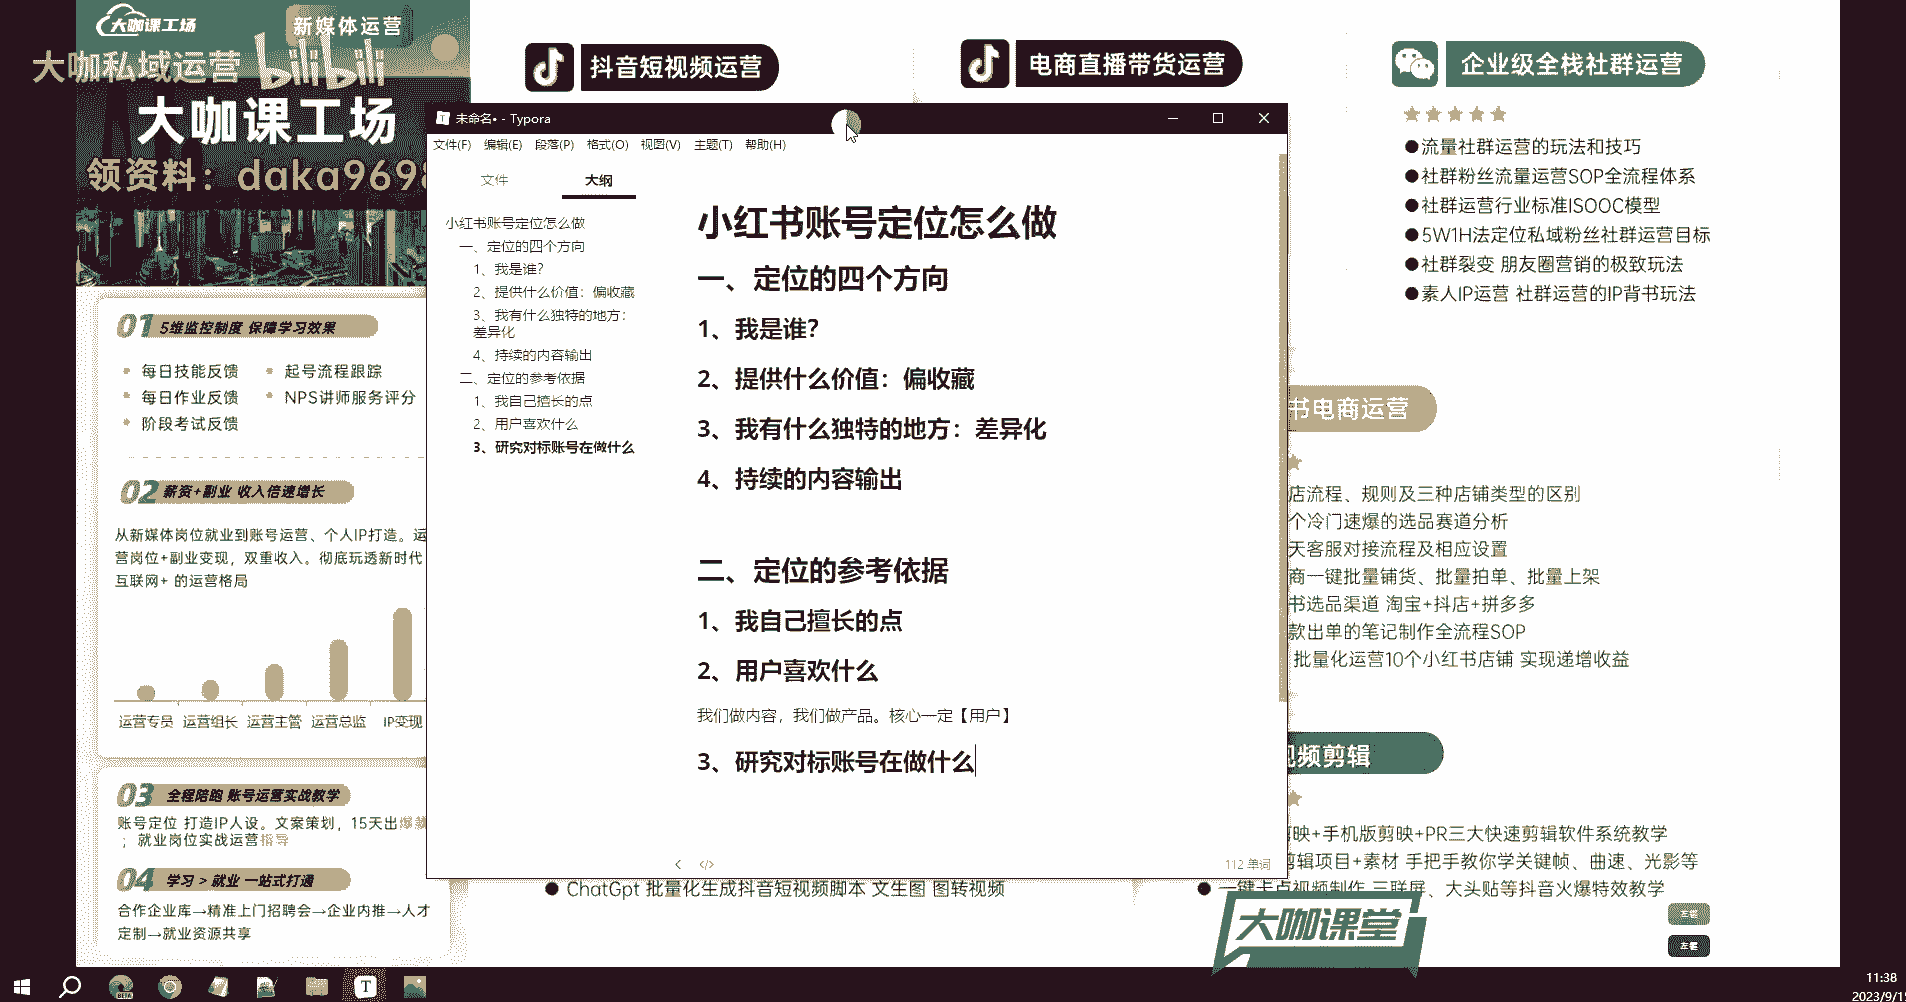 大咖课工场
新媒体运营
大咖私域运营 bilibili
大咖课工场
领资料：daka969
01 5维监控制度 保障学习效果
每日技能反馈
起号流程跟踪
每日作业反馈
NPS讲师服务评分
阶段考试反馈
02 薪资+副业 收入倍速增长
从新媒体岗位就业到账号运营、个人IP打造。运
营岗位+副业变现，双重收入。彻底玩透新时代
互联网+ 的运营格局
运营专员 运营组长 运营主管 运营总监 IP变现
03 全程陪跑 账号运营实战教学
账号定位 打造IP人设。文案策划，15天出爆款
；就业岗位实战运营指导
04 学习 > 就业 一站式打通
合作企业库→精准上门招聘会→企业内推→人才
定制→就业资源共享
抖音短视频运营
电商直播带货运营
企业级全栈社群运营
●流量社群运营的玩法和技巧
●社群粉丝流量运营SOP全流程体系
●社群运营行业标准ISOOC模型
●5W1H法定位私域粉丝社群运营目标
●社群裂变 朋友圈营销的极致玩法
●素人IP运营 社群运营的IP背书玩法
未命名• - Typora
文件(F) 编辑(E) 段落(P) 格式(O) 视图(V) 主题(T) 帮助(H)
文件
大纲
小红书账号定位怎么做
一、定位的四个方向
1、我是谁？
2、提供什么价值：偏收藏
3、我有什么独特的地方：
差异化
4、持续的内容输出
二、定位的参考依据
1、我自己擅长的点
2、用户喜欢什么
3、研究对标账号在做什么
小红书账号定位怎么做
一、定位的四个方向
1、我是谁？
2、提供什么价值：偏收藏
3、我有什么独特的地方：差异化
4、持续的内容输出
二、定位的参考依据
1、我自己擅长的点
2、用户喜欢什么
我们做内容，我们做产品。核心一定【用户】
3、研究对标账号在做什么
112 单词
书电商运营
店流程、规则及三种店铺类型的区别
个冷门速爆的选品赛道分析
天客服对接流程及相应设置
商一键批量铺货、批量拍单、批量上架
书选品渠道 淘宝+抖店+拼多多
款出单的笔记制作全流程SOP
批量化运营10个小红书店铺 实现递增收益
视频剪辑
剪映+手机版剪映+PR三大快速剪辑软件系统教学
剪辑项目+素材 手把手教你学关键帧、曲速、光影等
● ChatGpt 批量化生成抖音短视频脚本 文生图 图转视频
● 一键卡点视频制作 三联屏、大头贴等抖音火爆特效教学
大咖课堂
左键
左键
11:38
2023/9/1